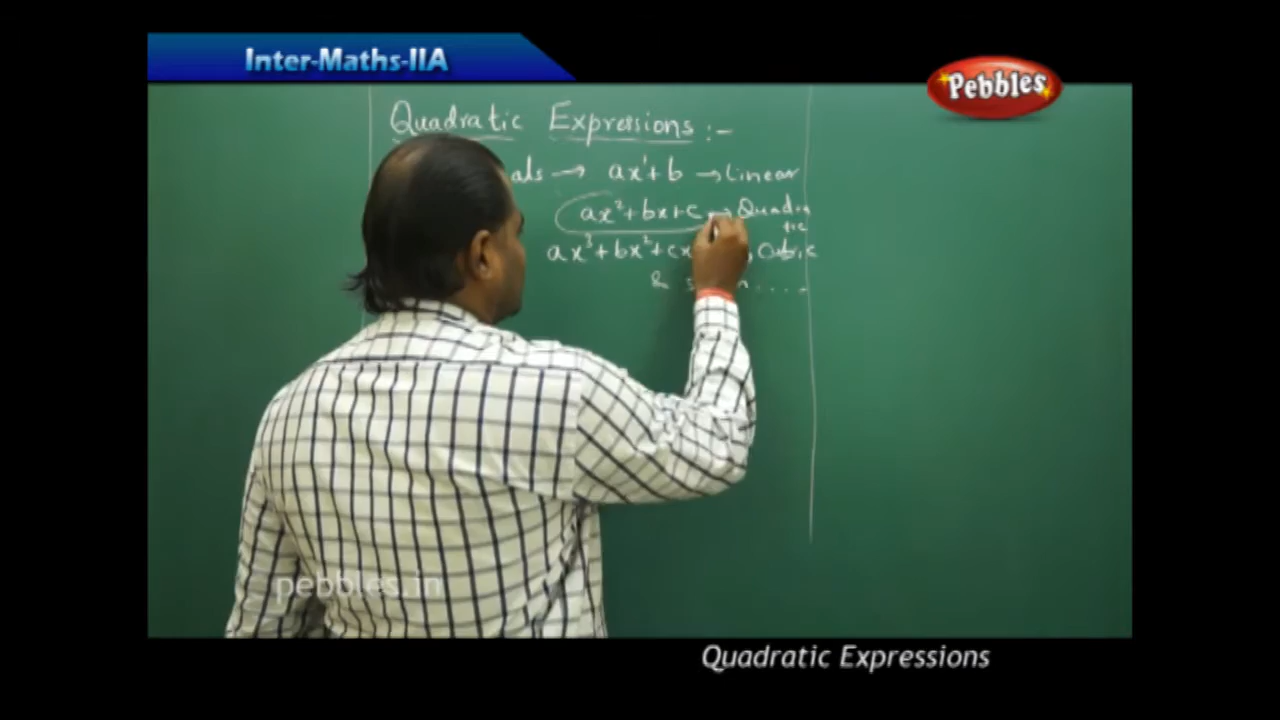 Inter-Maths-IIA
Pebbles
Quadratic Expressions :-
als → ax¹+b → Linear
ax²+bx+c → Quadra
tic
ax³+bx²+cx , Cubic
&
pebbles.in
Quadratic Expressions